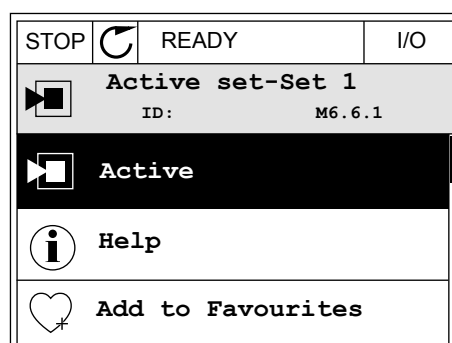 STOP READY I/O
Active set-Set 1
ID: M6.6.1
Active
Help
Add to Favourites